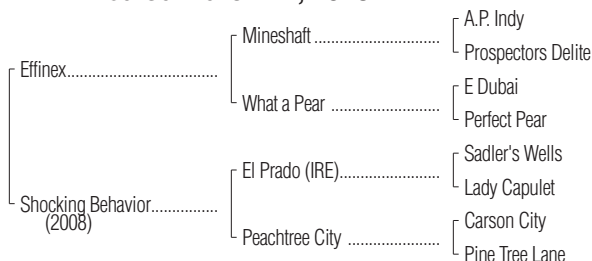 A.P. Indy
Mineshaft
Prospectors Delite
Effinex
E Dubai
What a Pear
Perfect Pear
Sadler's Wells
El Prado (IRE)
Lady Capulet
Shocking Behavior
(2008)
Carson City
Peachtree City
Pine Tree Lane